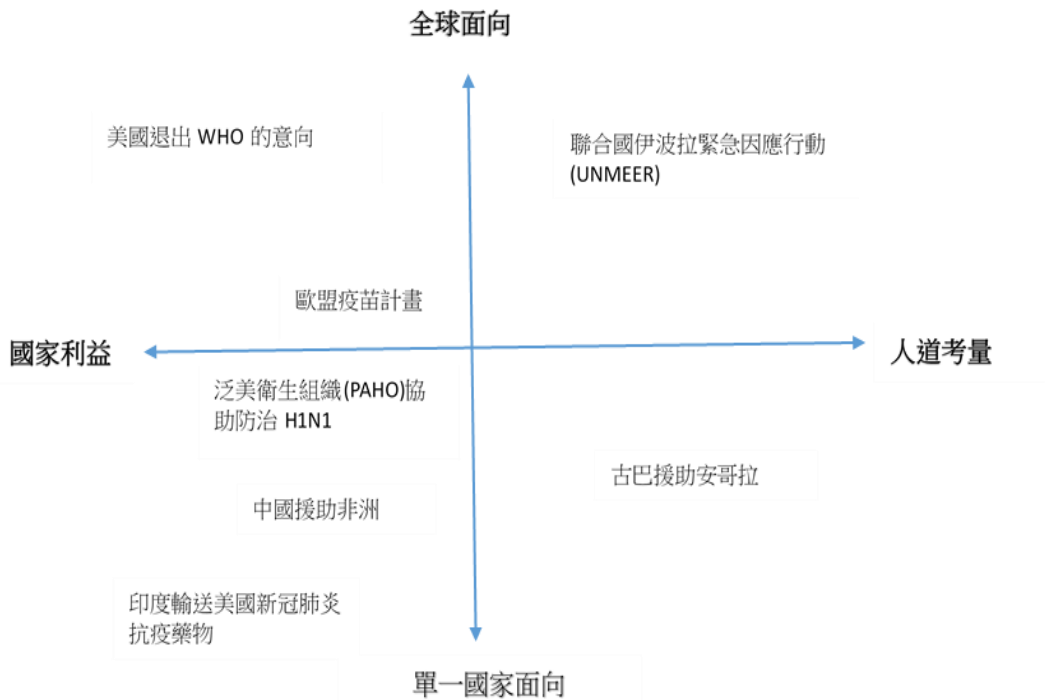 全球面向
美國退出 WHO 的意向
聯合國伊波拉緊急因應行動
(UNMEER)
歐盟疫苗計畫
國家利益
人道考量
泛美衛生組織(PAHO)協
助防治 H1N1
古巴援助安哥拉
中國援助非洲
印度輸送美國新冠肺炎
抗疫藥物
單一國家面向